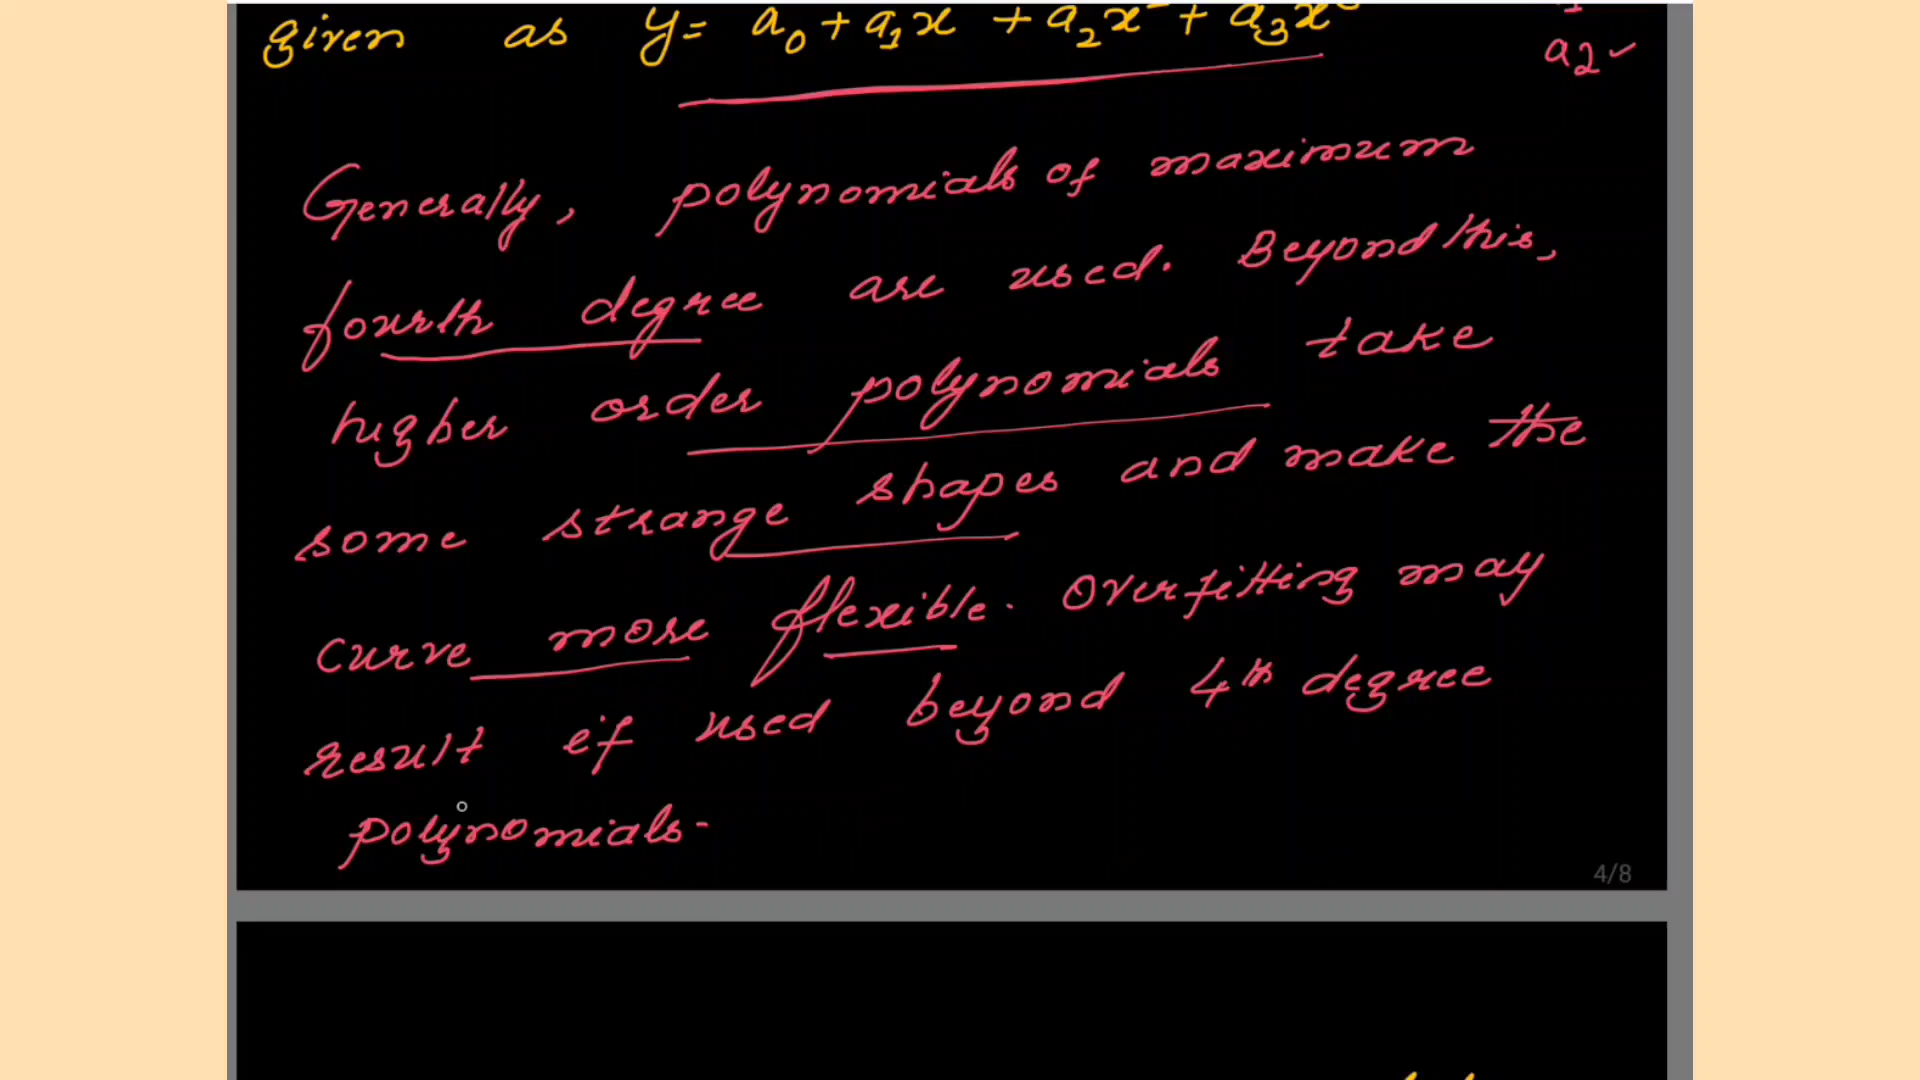 given as y = a₀ + a₁x + a₂x² + a₃x³
a₂ ✓
Generally, polynomials of maximum
fourth degree are used. Beyond this,
higher order polynomials take
some strange shapes and make the
curve more flexible. Overfitting may
result if used beyond 4th degree
polynomials.
4/8